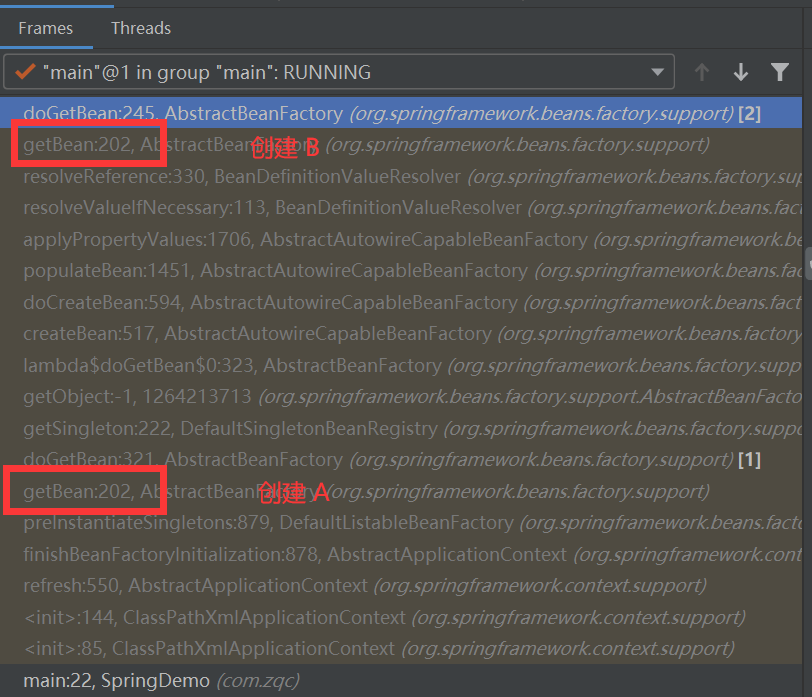 Frames Threads
"main"@1 in group "main": RUNNING
doGetBean:245, AbstractBeanFactory (org.springframework.beans.factory.support) [2]
getBean:202, AbstractBeanFactory (org.springframework.beans.factory.support)
创建 B
resolveReference:330, BeanDefinitionValueResolver (org.springframework.beans.factory.sup
resolveValueIfNecessary:113, BeanDefinitionValueResolver (org.springframework.beans.fact
applyPropertyValues:1706, AbstractAutowireCapableBeanFactory (org.springframework.be
populateBean:1451, AbstractAutowireCapableBeanFactory (org.springframework.beans.fac
doCreateBean:594, AbstractAutowireCapableBeanFactory (org.springframework.beans.fact
createBean:517, AbstractAutowireCapableBeanFactory (org.springframework.beans.factory
lambda$doGetBean$0:323, AbstractBeanFactory (org.springframework.beans.factory.supp
getObject:-1, 1264213713 (org.springframework.beans.factory.support.AbstractBeanFacto
getSingleton:222, DefaultSingletonBeanRegistry (org.springframework.beans.factory.suppo
doGetBean:321, AbstractBeanFactory (org.springframework.beans.factory.support) [1]
getBean:202, AbstractBeanFactory (org.springframework.beans.factory.support)
创建 A
preInstantiateSingletons:879, DefaultListableBeanFactory (org.springframework.beans.facto
finishBeanFactoryInitialization:878, AbstractApplicationContext (org.springframework.cont
refresh:550, AbstractApplicationContext (org.springframework.context.support)
<init>:144, ClassPathXmlApplicationContext (org.springframework.context.support)
<init>:85, ClassPathXmlApplicationContext (org.springframework.context.support)
main:22, SpringDemo (com.zqc)